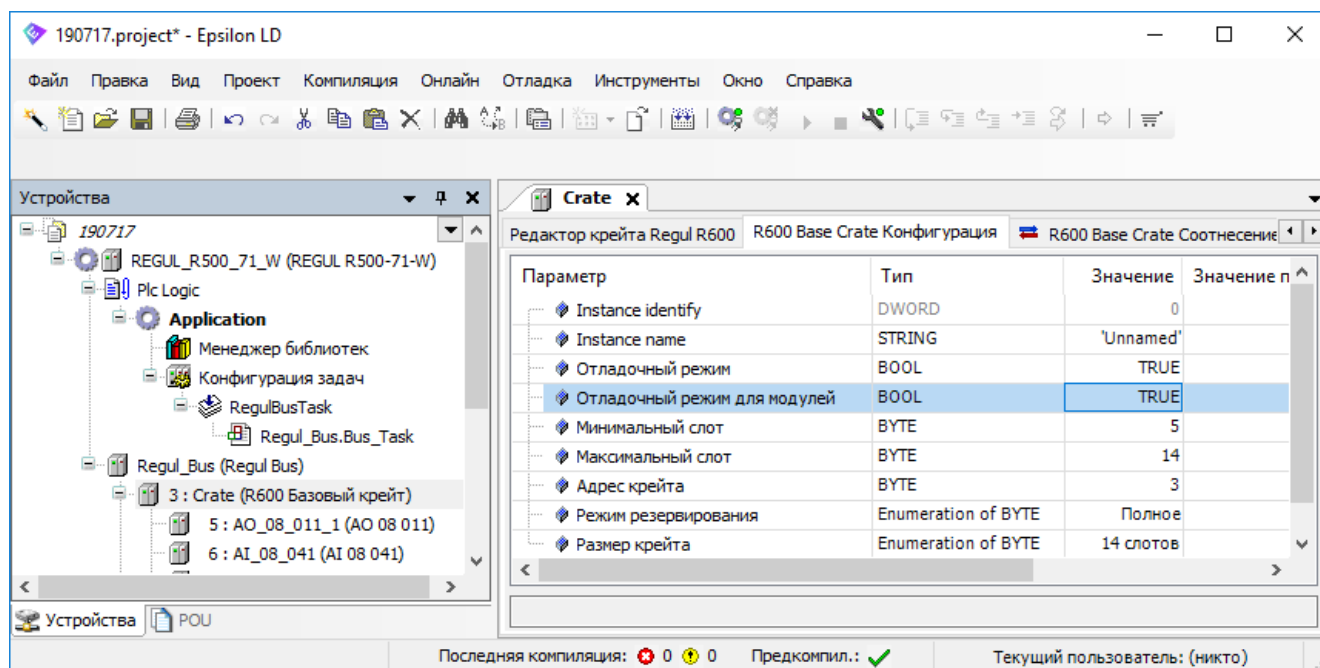 190717.project* - Epsilon LD
Файл Правка Вид Проект Компиляция Онлайн Отладка Инструменты Окно Справка
Устройства
190717
REGUL_R500_71_W (REGUL R500-71-W)
Plc Logic
Application
Менеджер библиотек
Конфигурация задач
RegulBusTask
Regul_Bus.Bus_Task
Regul_Bus (Regul Bus)
3 : Crate (R600 Базовый крейт)
5 : AO_08_011_1 (AO 08 011)
6 : AI_08_041 (AI 08 041)
Устройства POU
Crate
Редактор крейта Regul R600 R600 Base Crate Конфигурация R600 Base Crate Соотнесение
Параметр Тип Значение Значение п
Instance identify DWORD 0
Instance name STRING 'Unnamed'
Отладочный режим BOOL TRUE
Отладочный режим для модулей BOOL TRUE
Минимальный слот BYTE 5
Максимальный слот BYTE 14
Адрес крейта BYTE 3
Режим резервирования Enumeration of BYTE Полное
Размер крейта Enumeration of BYTE 14 слотов
Последняя компиляция: 0 0 Предкомпил.: Текущий пользователь: (никто)